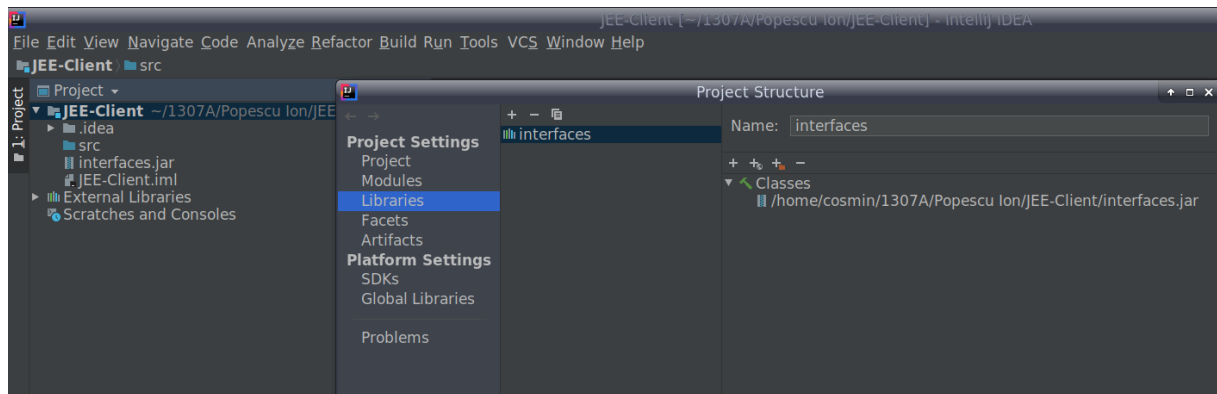 JEE-Client [~/1307A/Popescu Ion/JEE-Client] - IntelliJ IDEA
File Edit View Navigate Code Analyze Refactor Build Run Tools VCS Window Help
JEE-Client src
1: Project
Project
JEE-Client ~/1307A/Popescu Ion/JEE
.idea
src
interfaces.jar
JEE-Client.iml
External Libraries
Scratches and Consoles
Project Structure
Project Settings
Project
Modules
Libraries
Facets
Artifacts
Platform Settings
SDKs
Global Libraries
Problems
interfaces
Name: interfaces
Classes
/home/cosmin/1307A/Popescu Ion/JEE-Client/interfaces.jar